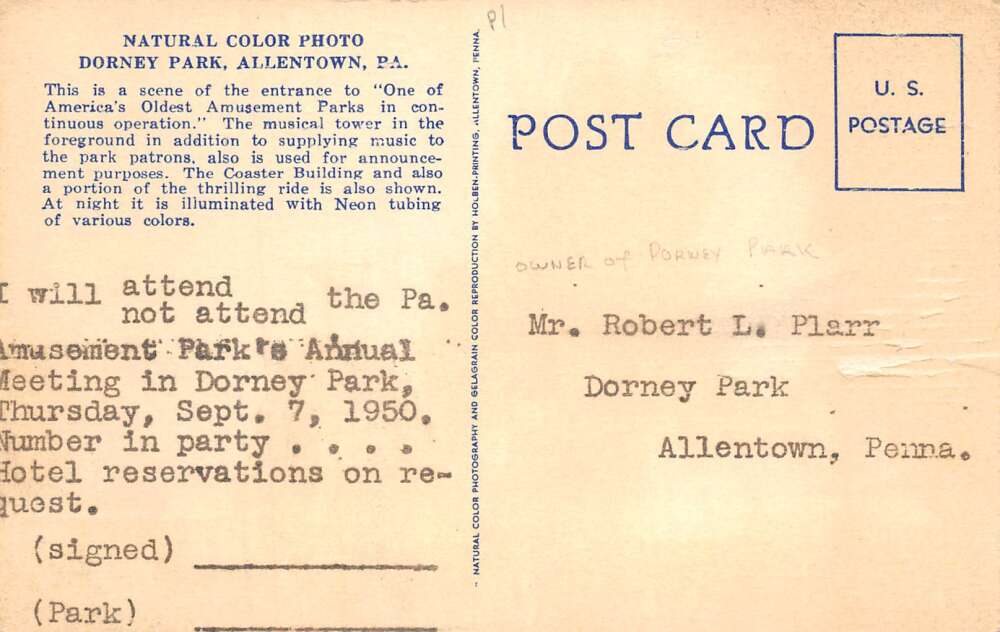 NATURAL COLOR PHOTO
DORNEY PARK, ALLENTOWN, PA.
This is a scene of the entrance to "One of
America's Oldest Amusement Parks in con-
tinuous operation." The musical tower in the
foreground in addition to supplying music to
the park patrons, also is used for announce-
ment purposes. The Coaster Building and also
a portion of the thrilling ride is also shown.
At night it is illuminated with Neon tubing
of various colors.
I will attend
not attend the Pa.
Amusement Park's Annual
Meeting in Dorney Park,
Thursday, Sept. 7, 1950.
Number in party . . . .
Hotel reservations on re-
quest.
(signed)
(Park)
NATURAL COLOR PHOTOGRAPHY AND GELAGRAIN COLOR REPRODUCTION BY HOLBEN-PRINTING, ALLENTOWN, PENNA.
P1
POST CARD
U. S.
POSTAGE
OWNER of DORNEY PARK
Mr. Robert L. Plarr
Dorney Park
Allentown, Penna.